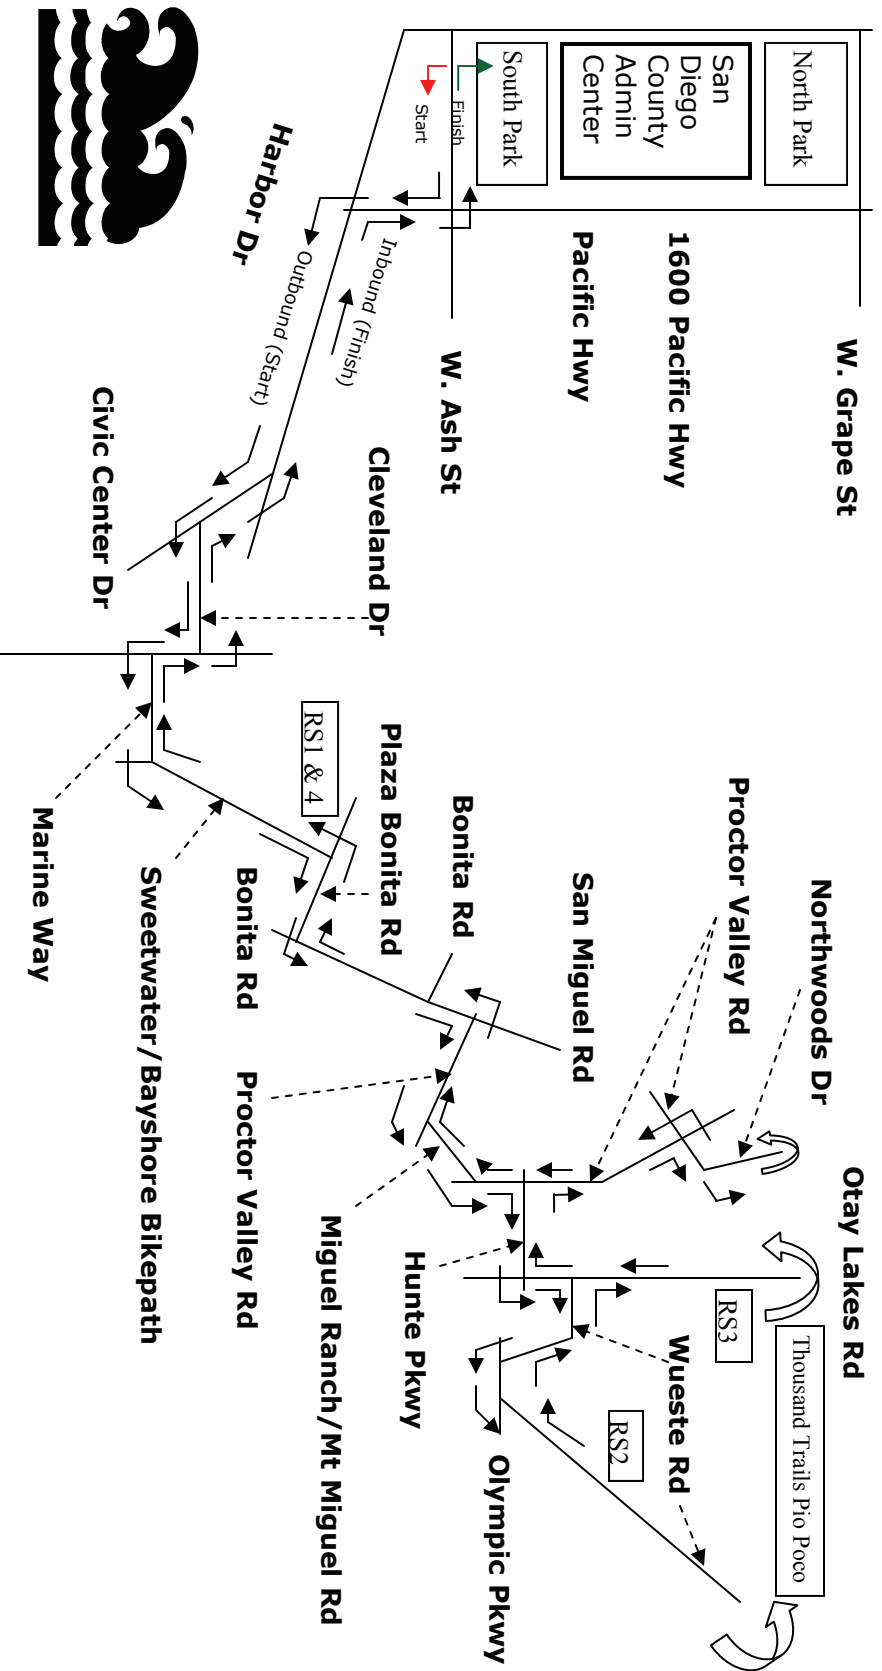 North Park
San
Diego
County
Admin
Center
South Park
Finish
Start
W. Grape St
1600 Pacific Hwy
Pacific Hwy
W. Ash St
Harbor Dr
Inbound (Finish)
Outbound (Start)
Cleveland Dr
Civic Center Dr
Marine Way
RS1 & 4
Plaza Bonita Rd
Bonita Rd
Sweetwater/Bayshore Bikepath
Bonita Rd
San Miguel Rd
Proctor Valley Rd
Northwoods Dr
Proctor Valley Rd
Miguel Ranch/Mt Miguel Rd
Hunte Pkwy
Otay Lakes Rd
RS3
Thousand Trails Pio Poco
Wueste Rd
RS2
Olympic Pkwy